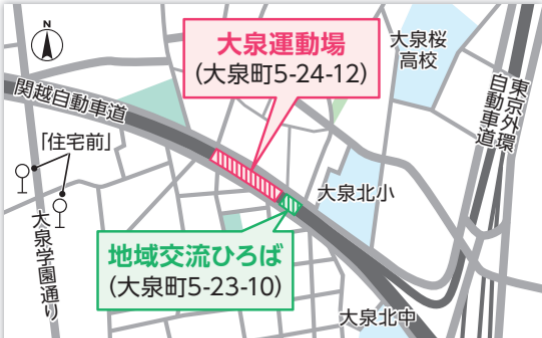 N
大泉運動場
(大泉町5-24-12)
大泉桜
高校
関越自動車道
東京外環
自動車道
「住宅前」
大泉北小
大泉学園通り
地域交流ひろば
(大泉町5-23-10)
大泉北中